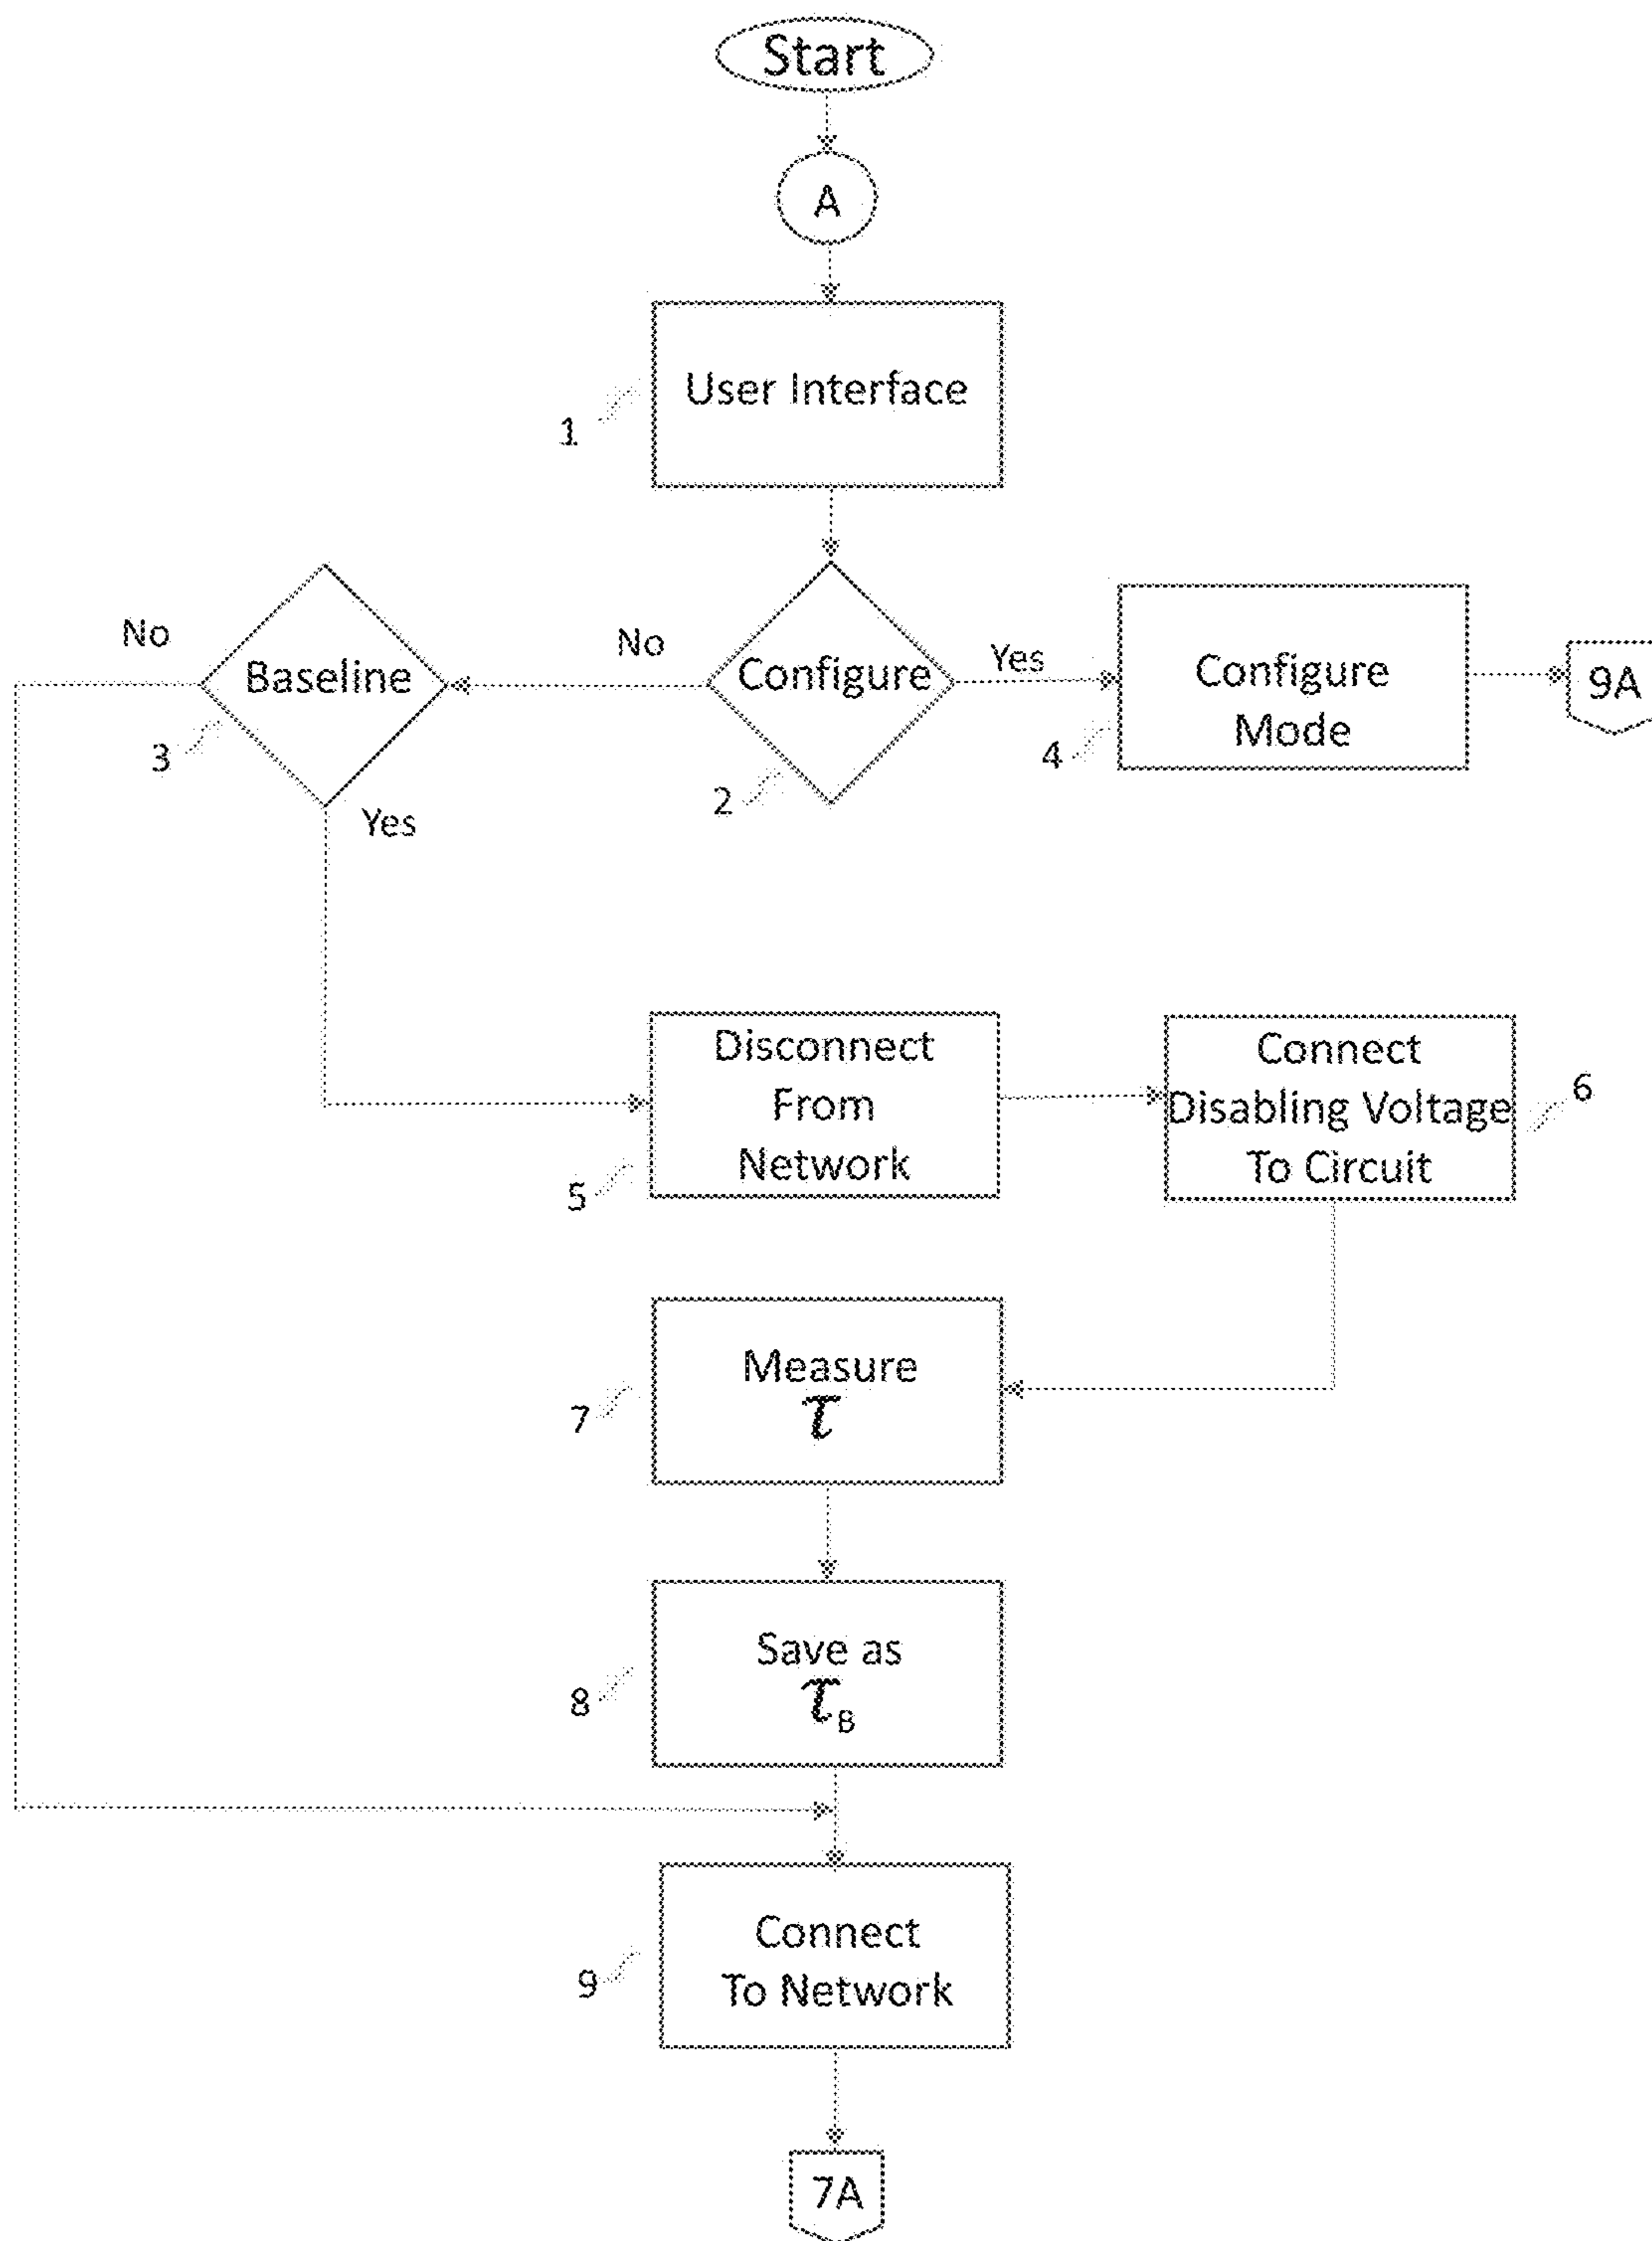 Start
A
User Interface
1
No
Baseline
3
Yes
No
Configure
2
Yes
Configure
Mode
4
9A
Disconnect
From
Network
5
Connect
Disabling Voltage
To Circuit
6
Measure
τ
7
Save as
τB
8
Connect
To Network
9
7A